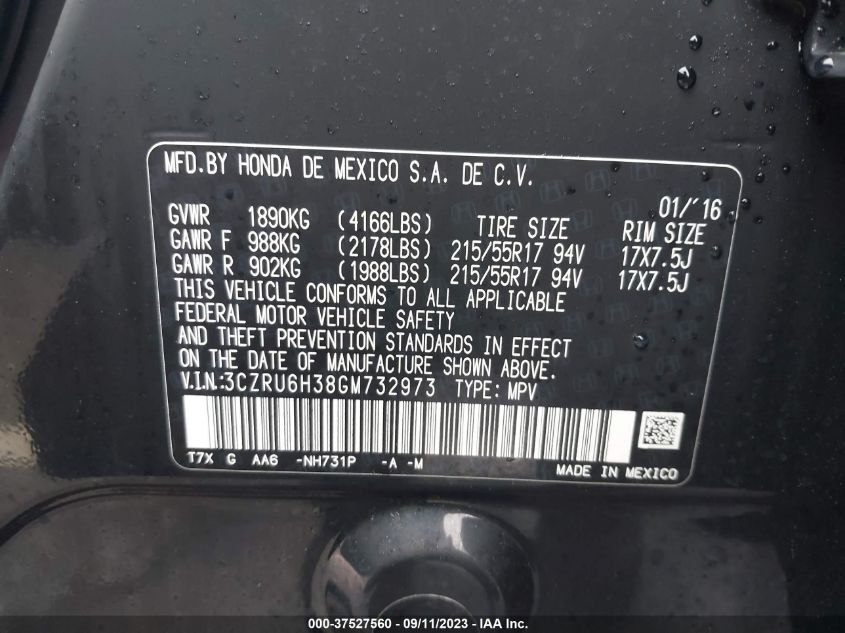 MFD.BY HONDA DE MEXICO S.A. DE C.V.
01/'16
GVWR 1890KG (4166LBS) TIRE SIZE RIM SIZE
GAWR F 988KG (2178LBS) 215/55R17 94V 17X7.5J
GAWR R 902KG (1988LBS) 215/55R17 94V 17X7.5J
THIS VEHICLE CONFORMS TO ALL APPLICABLE
FEDERAL MOTOR VEHICLE SAFETY
AND THEFT PREVENTION STANDARDS IN EFFECT
ON THE DATE OF MANUFACTURE SHOWN ABOVE.
V.I.N:3CZRU6H38GM732973 TYPE: MPV
T7X G AA6 -NH731P -A -M
MADE IN MEXICO
000-37527560 - 09/11/2023 - IAA Inc.